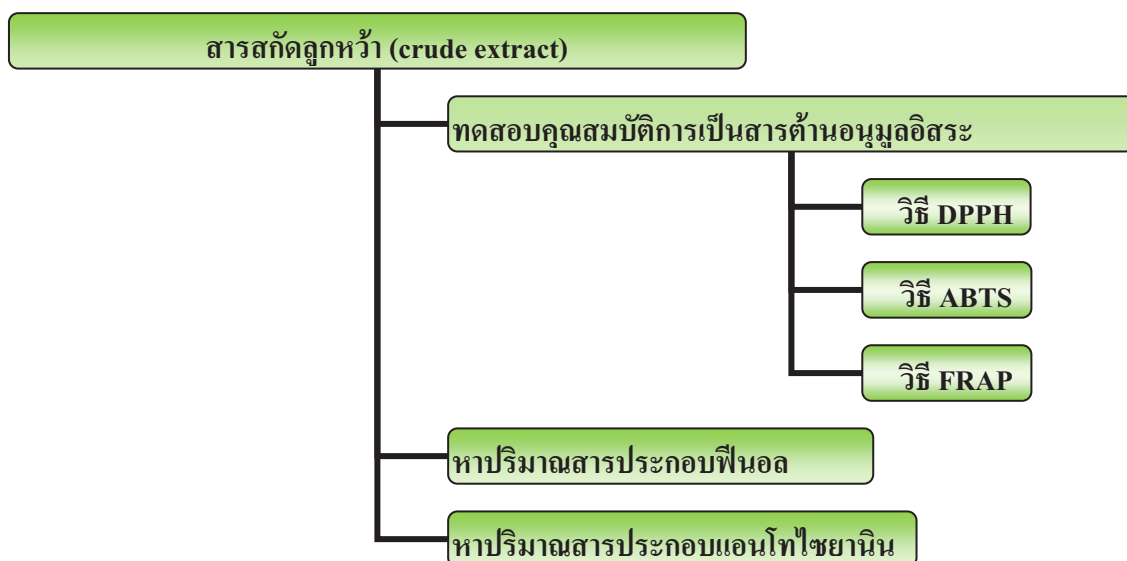 สารสกัดลูกหว้า (crude extract)
ทดสอบคุณสมบัติการเป็นสารต้านอนุมูลอิสระ
วิธี DPPH
วิธี ABTS
วิธี FRAP
หาปริมาณสารประกอบฟีนอล
หาปริมาณสารประกอบแอนโทไซยานิน